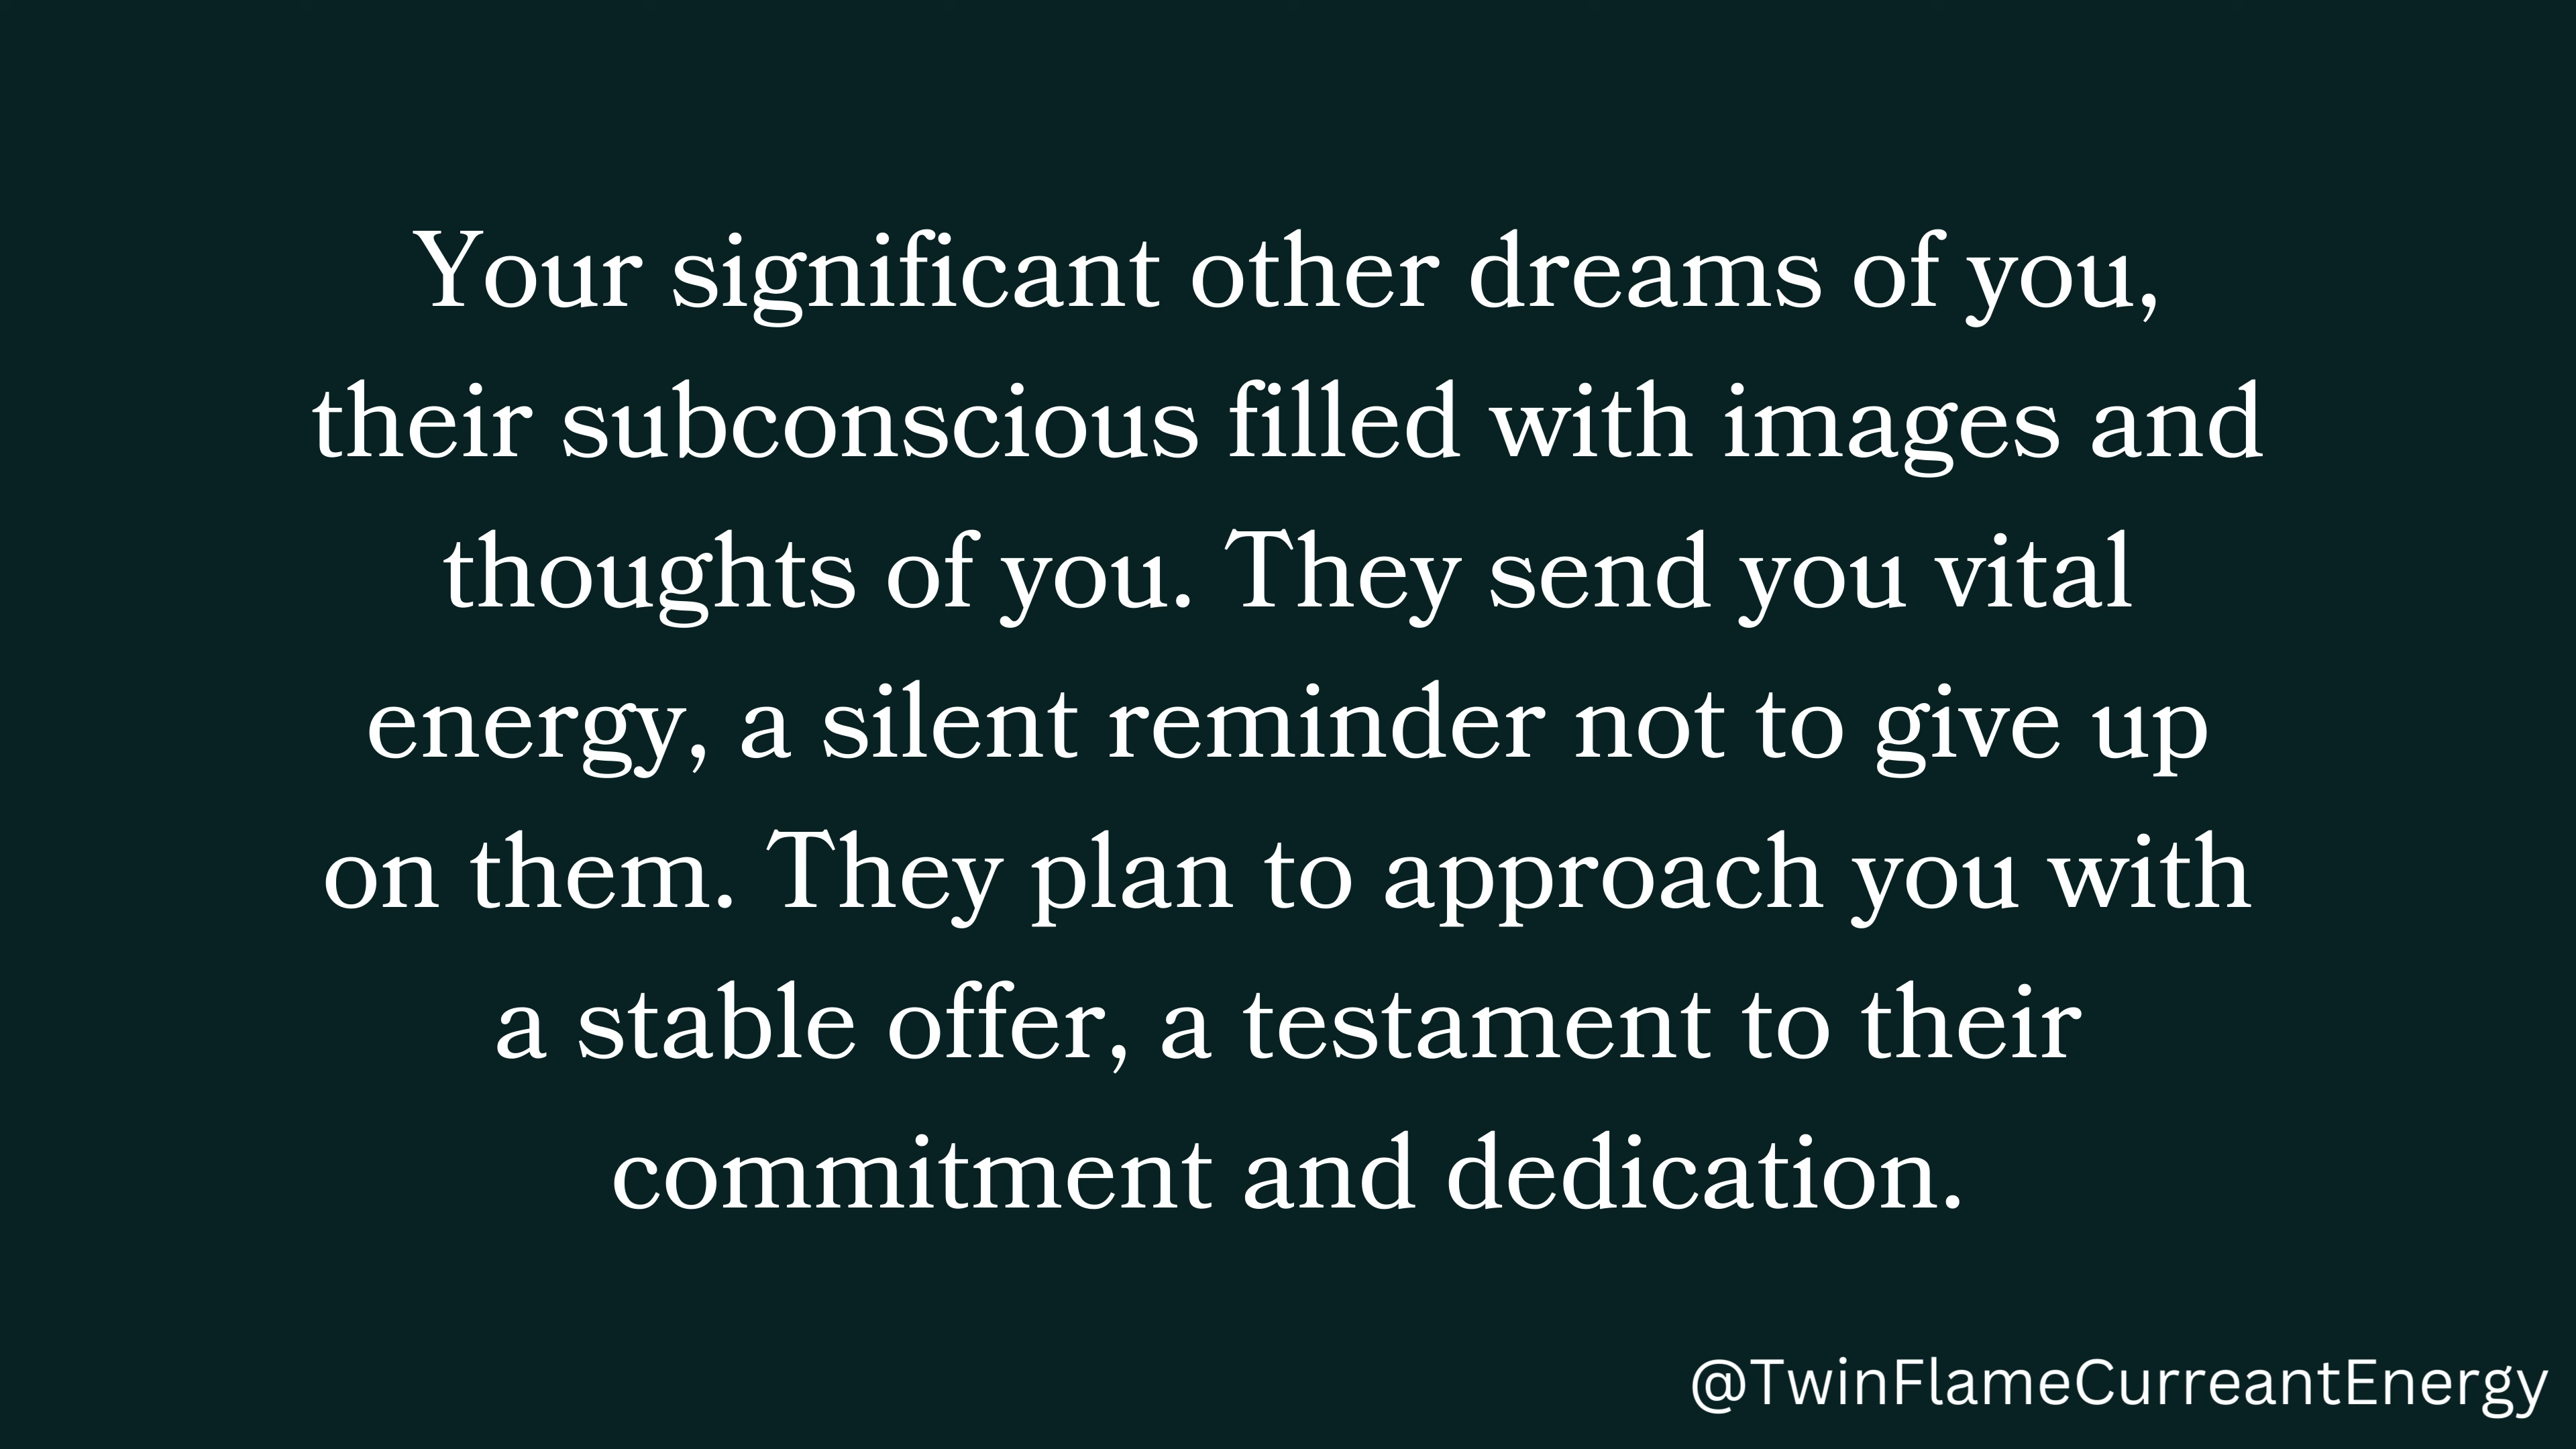 Your significant other dreams of you,
their subconscious filled with images and
thoughts of you. They send you vital
energy, a silent reminder not to give up
on them. They plan to approach you with
a stable offer, a testament to their
commitment and dedication.
@TwinFlameCurreantEnergy